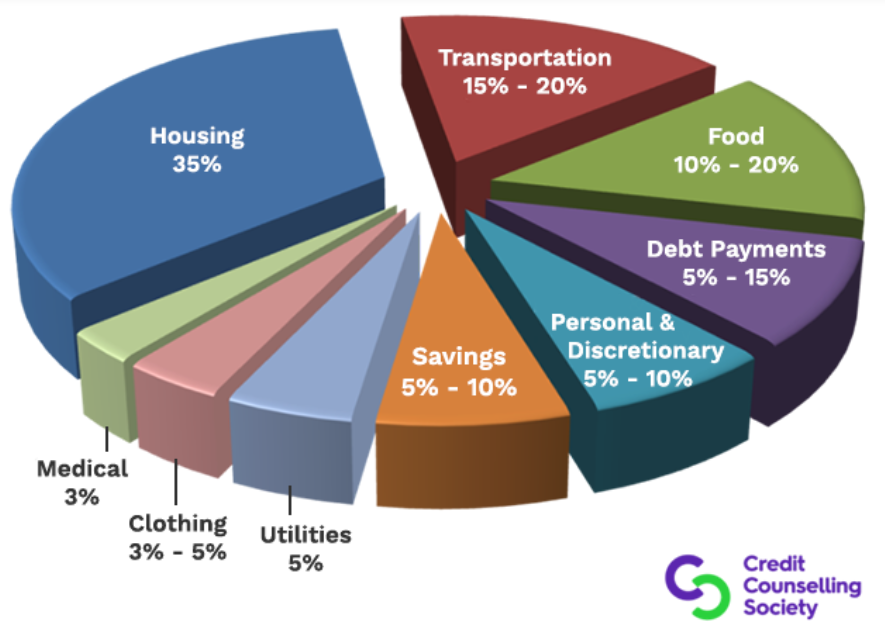 Transportation
15% - 20%
Housing
35%
Food
10% - 20%
Debt Payments
5% - 15%
Personal &
Discretionary
5% - 10%
Savings
5% - 10%
Medical
3%
Clothing
3% - 5%
Utilities
5%
Credit
Counselling
Society